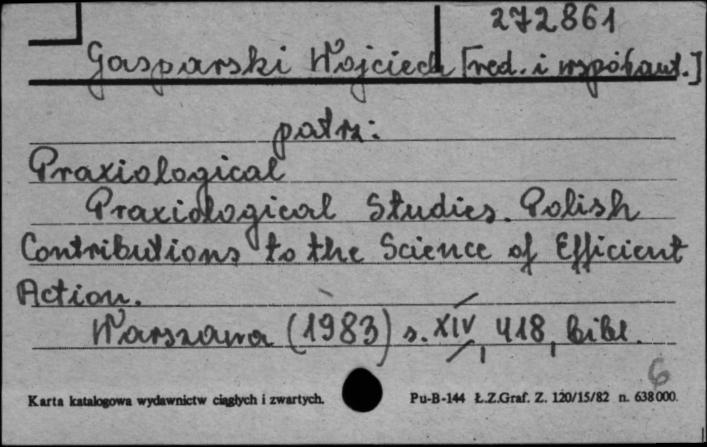 272861
Gasparski Wojciech [red. i współaut.]
patrz:
Praxiological
Praxiological Studies. Polish
Contributions to the Science of Efficient
Action.
Warszawa (1983) s. XIV, 418, bibl.
6
Karta katalogowa wydawnictw ciągłych i zwartych. Pu-B-144 Ł.Z.Graf. Z. 120/15/82 n. 638000.